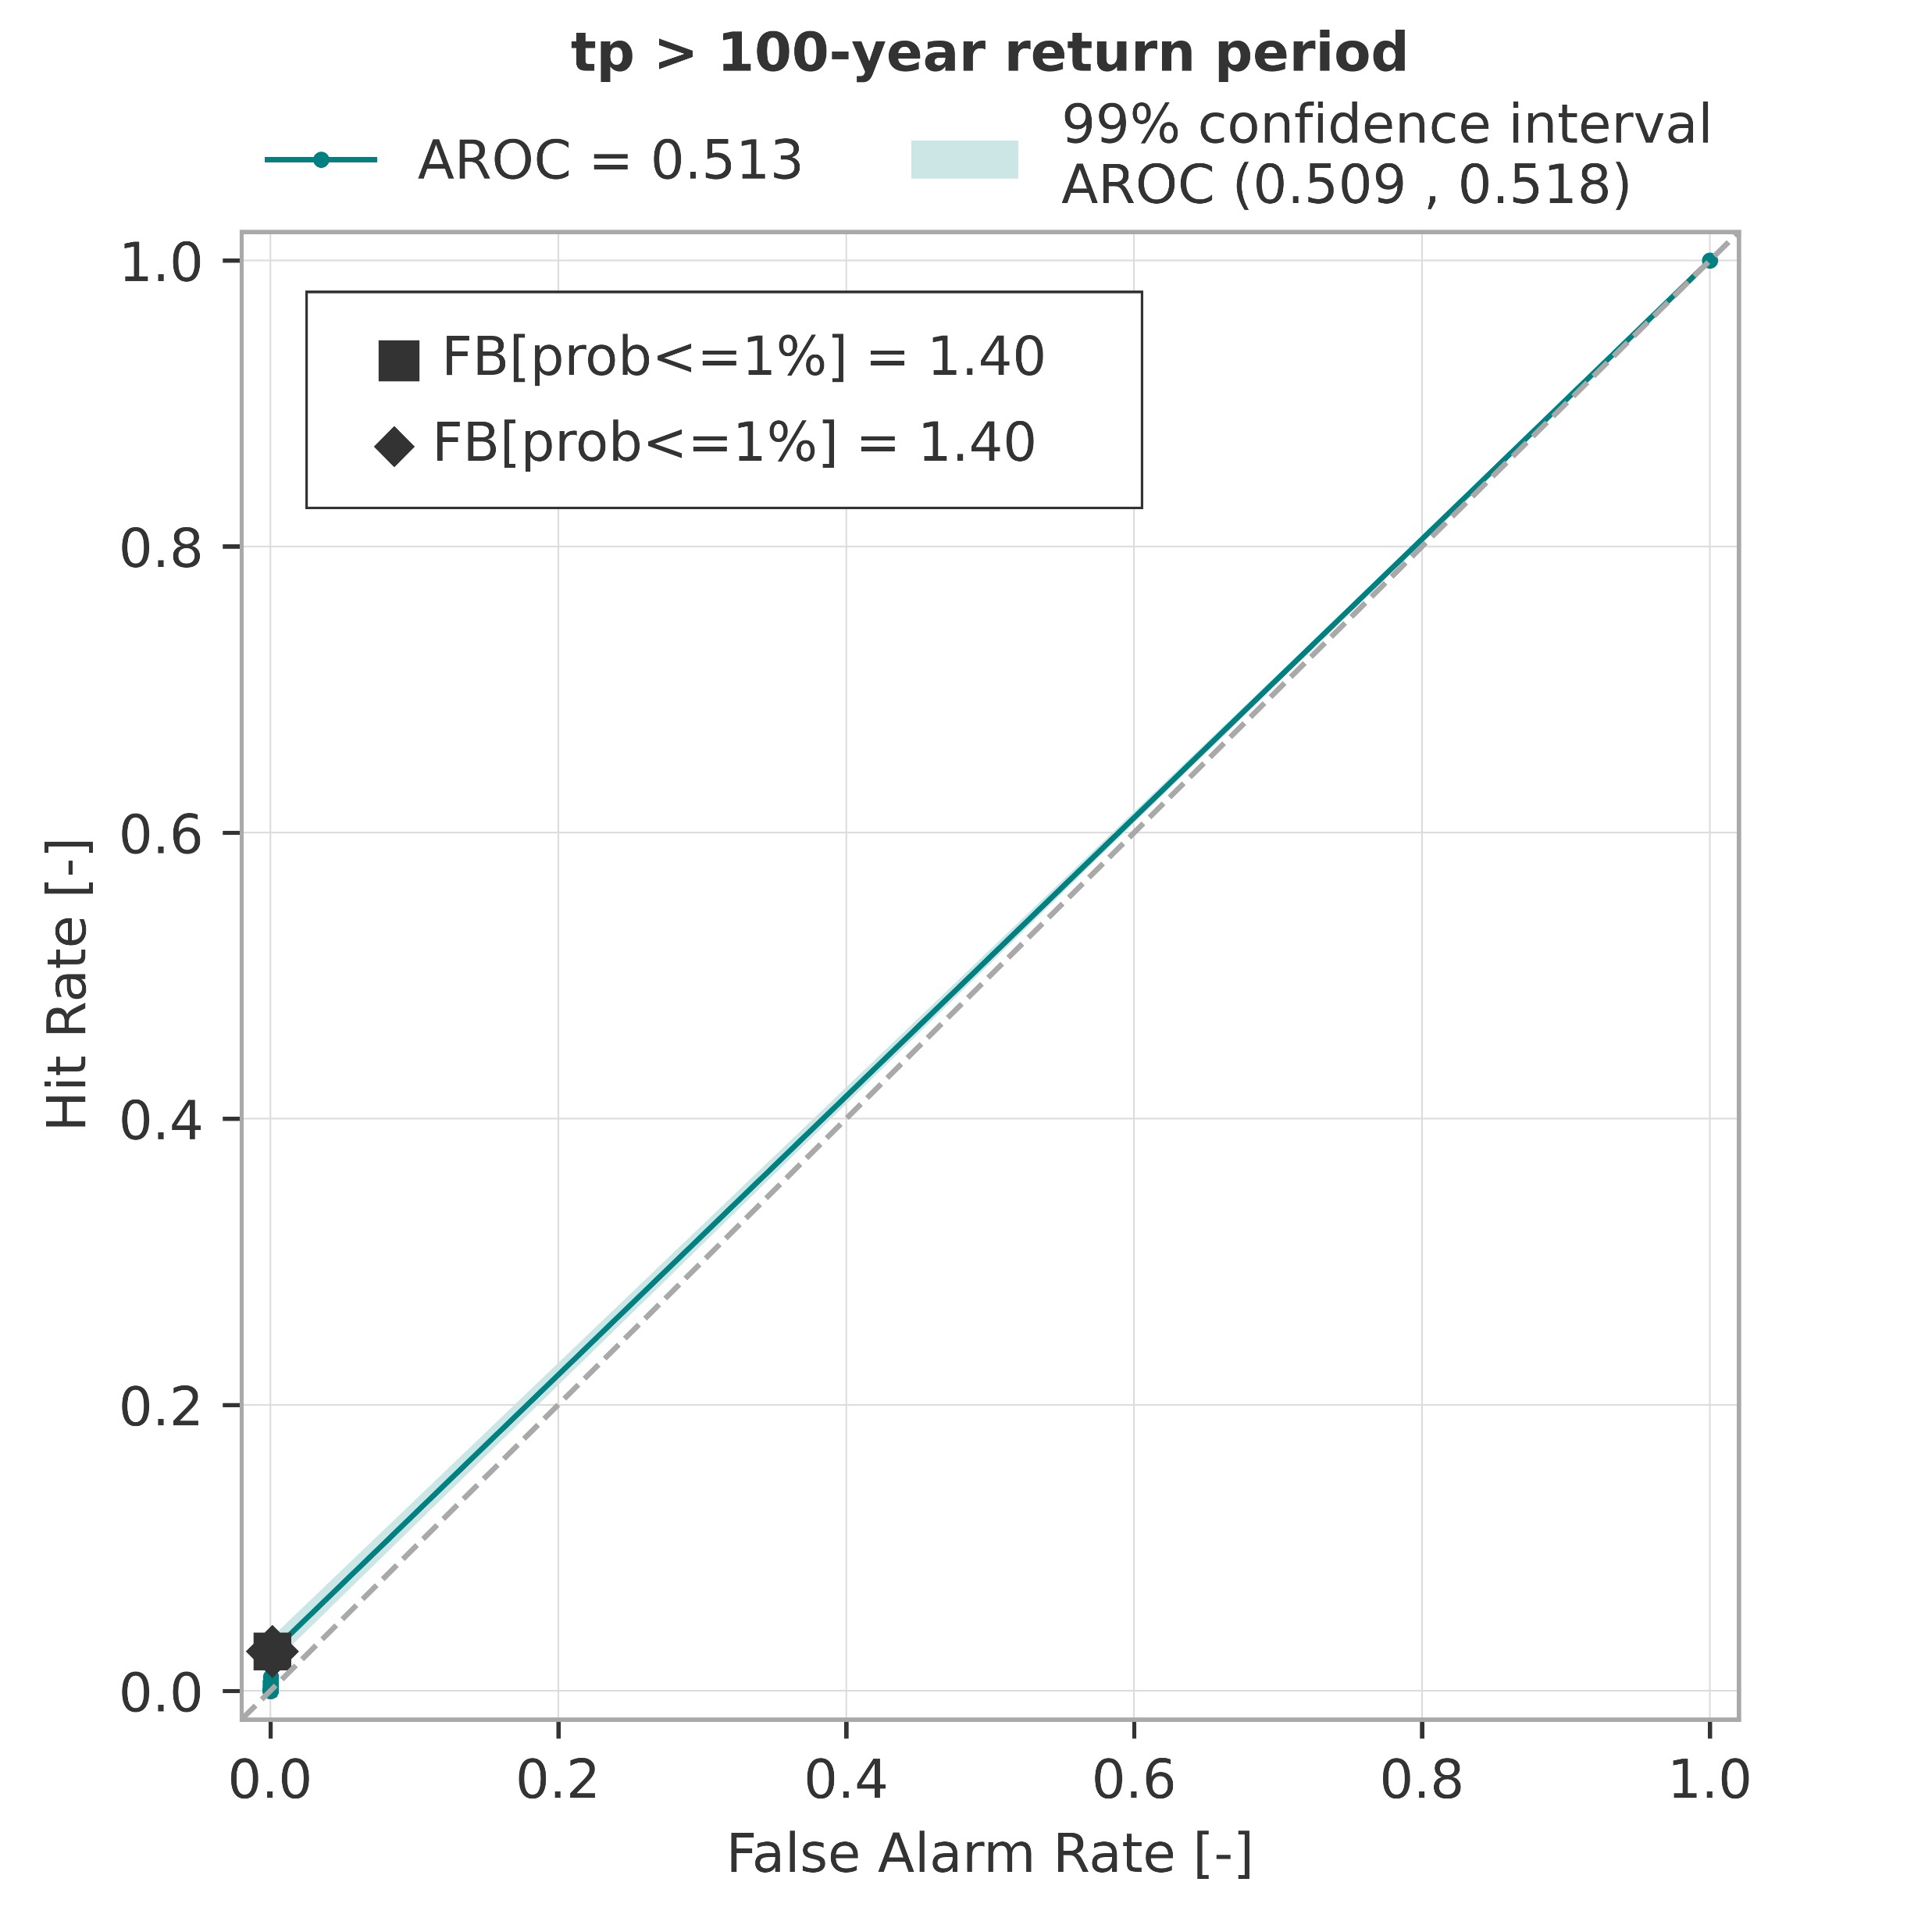 tp > 100-year return period
AROC = 0.513
99% confidence interval
AROC (0.509 , 0.518)
1.0
FB[prob<=1%] = 1.40
FB[prob<=1%] = 1.40
0.8
0.6
0.4
0.2
0.0
Hit Rate [-]
0.0 0.2 0.4 0.6 0.8 1.0
False Alarm Rate [-]